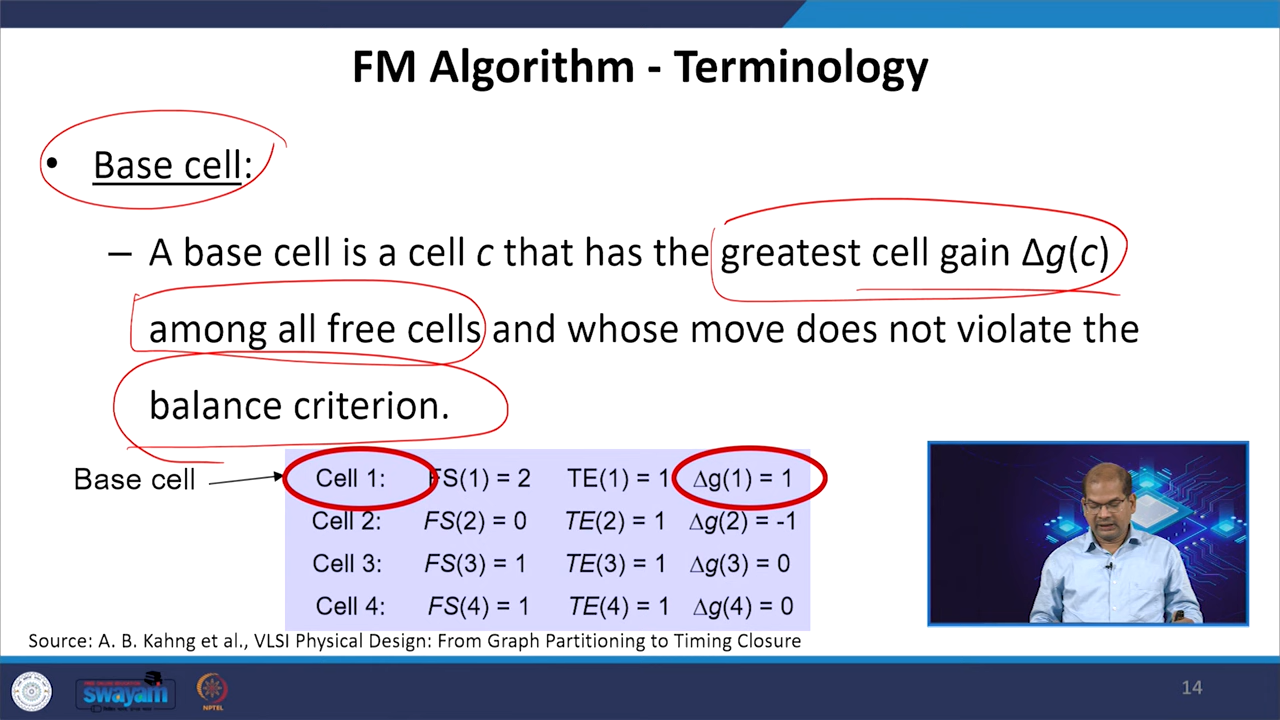 FM Algorithm - Terminology
• Base cell:
– A base cell is a cell c that has the greatest cell gain Δg(c)
among all free cells and whose move does not violate the
balance criterion.
Base cell
Cell 1: FS(1) = 2 TE(1) = 1 Δg(1) = 1
Cell 2: FS(2) = 0 TE(2) = 1 Δg(2) = -1
Cell 3: FS(3) = 1 TE(3) = 1 Δg(3) = 0
Cell 4: FS(4) = 1 TE(4) = 1 Δg(4) = 0
Source: A. B. Kahng et al., VLSI Physical Design: From Graph Partitioning to Timing Closure
swayam
NPTEL
14